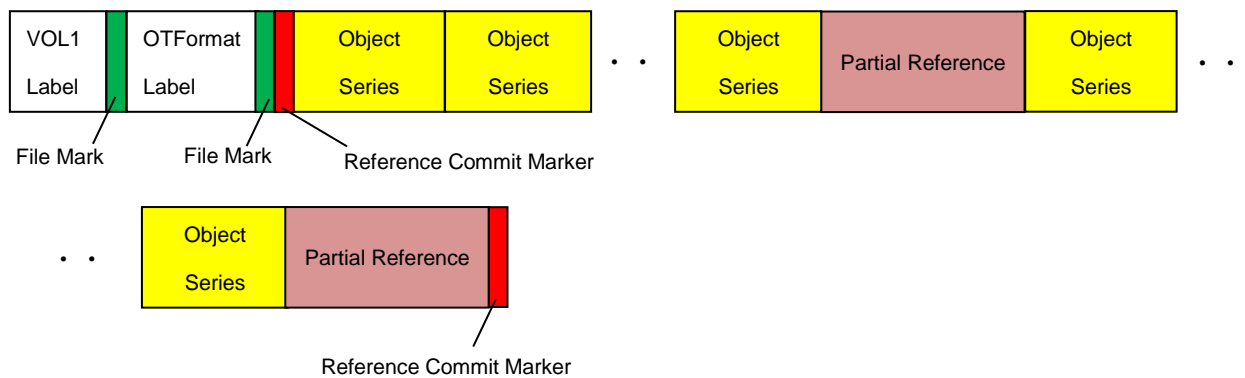 VOL1
Label
OTFormat
Label
Object
Series
Object
Series
· ·
Object
Series
Partial Reference
Object
Series
· ·
File Mark
File Mark
Reference Commit Marker
· ·
Object
Series
Partial Reference
Reference Commit Marker